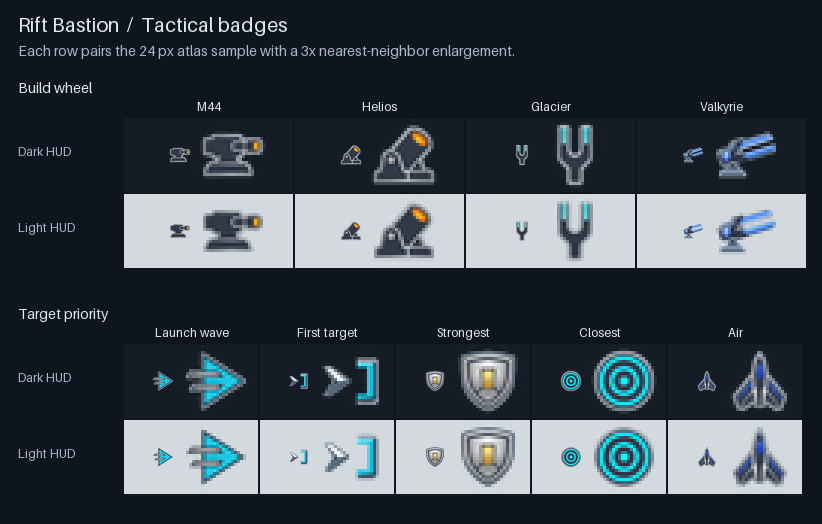 Rift Bastion / Tactical badges
Each row pairs the 24 px atlas sample with a 3x nearest-neighbor enlargement.
Build wheel
M44 Helios Glacier Valkyrie
Dark HUD
Light HUD
Target priority
Launch wave First target Strongest Closest Air
Dark HUD
Light HUD